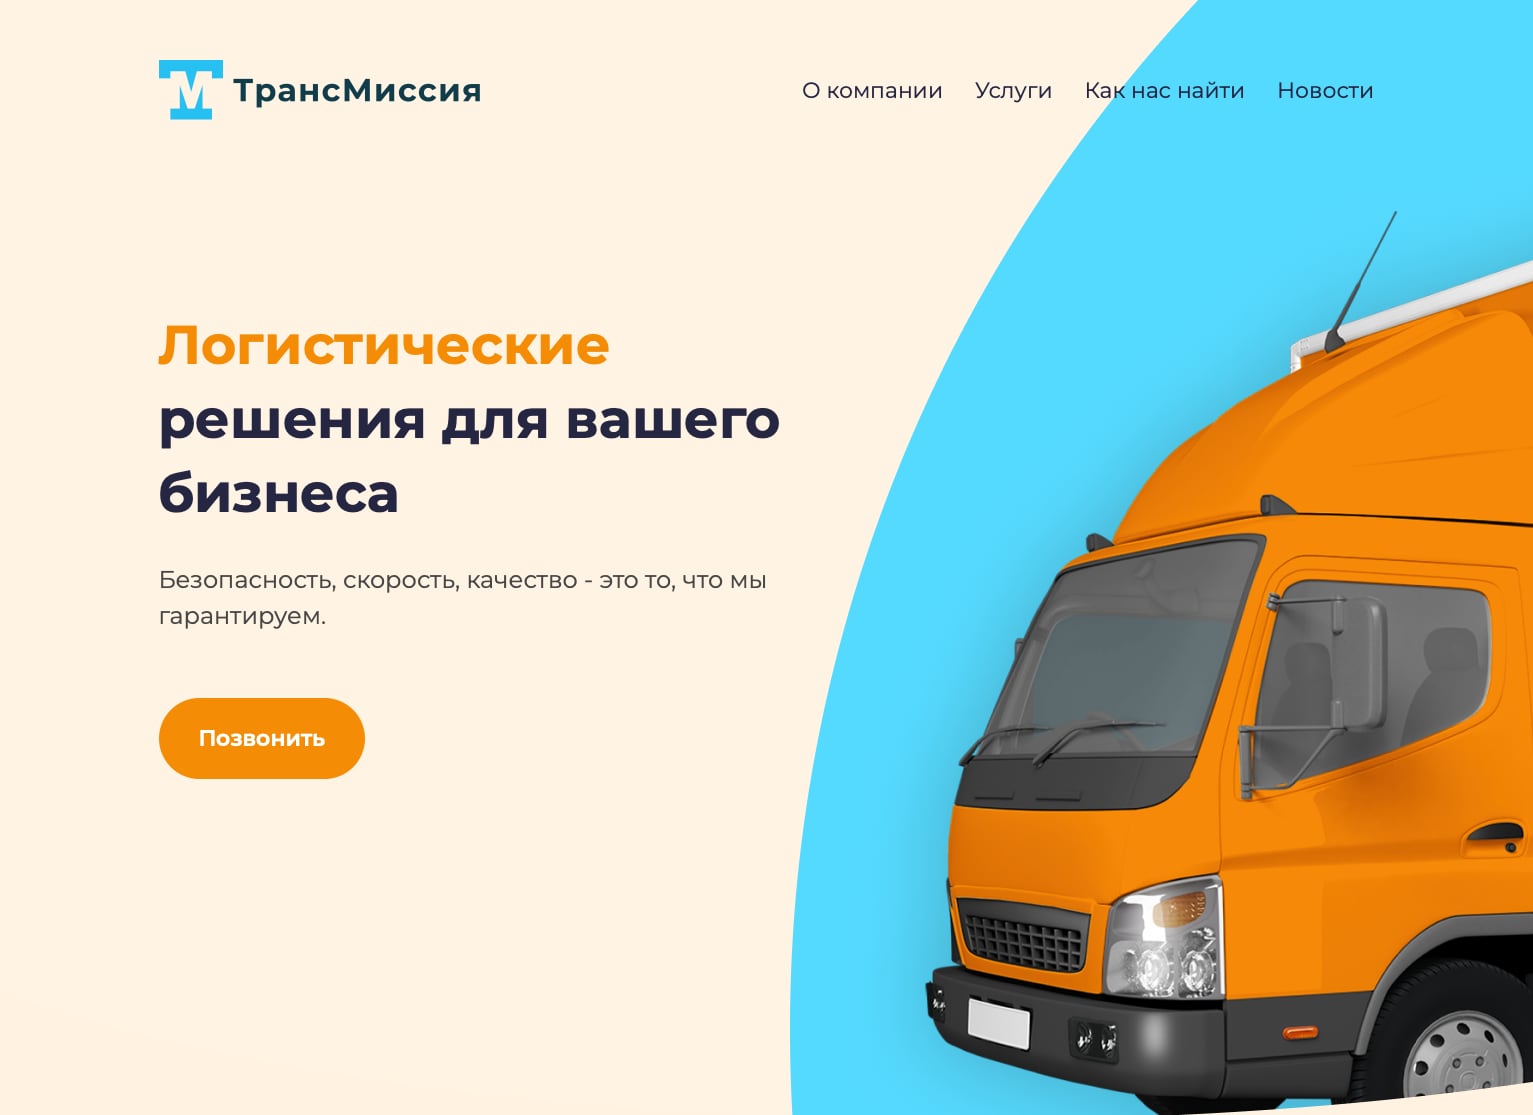 ТрансМиссия
О компании Услуги Как нас найти Новости
Логистические
решения для вашего
бизнеса
Безопасность, скорость, качество - это то, что мы
гарантируем.
Позвонить